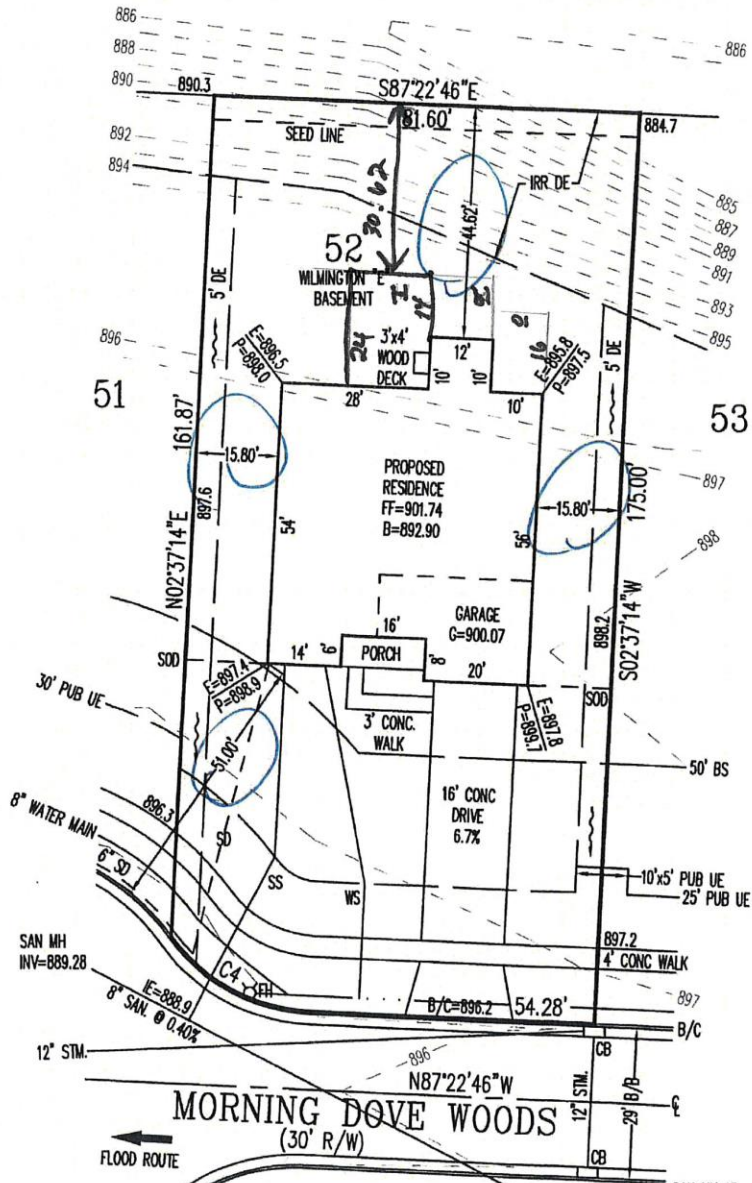 886
888
890
892
894
886
890.3
S87°22'46"E
81.60'
884.7
SEED LINE
IRR DE
30.62
44.62'
885
887
889
891
893
895
52
WILMINGTON "E"
BASEMENT
5' DE
5' DE
14
24
3'x4'
WOOD
DECK
10
16
12'
10'
10'
28'
10'
E=896.5
P=898.0
E=895.8
P=897.5
896
51
53
161.87'
15.80'
897.6
N02°37'14"E
54'
PROPOSED
RESIDENCE
FF=901.74
B=892.90
15.80'
175.00'
56'
897
898
898.2
S02°37'14"W
GARAGE
G=900.07
16'
PORCH
14'
6'
8'
20'
SOD
SOD
E=897.4
P=898.9
E=897.8
P=899.7
30' PUB UE
3' CONC.
WALK
50' BS
51.00'
16' CONC
DRIVE
6.7%
8" WATER MAIN
896.3
6" SD
SD
SS
WS
10'x5' PUB UE
25' PUB UE
SAN MH
INV=889.28
897.2
4' CONC WALK
C4
FH
IE=888.9
8" SAN. @ 0.40%
B/C=896.2
54.28'
897
B/C
12" STM.
CB
896
N87°22'46"W
12" STM.
29' B/B
MORNING DOVE WOODS
(30' R/W)
CB
FLOOD ROUTE